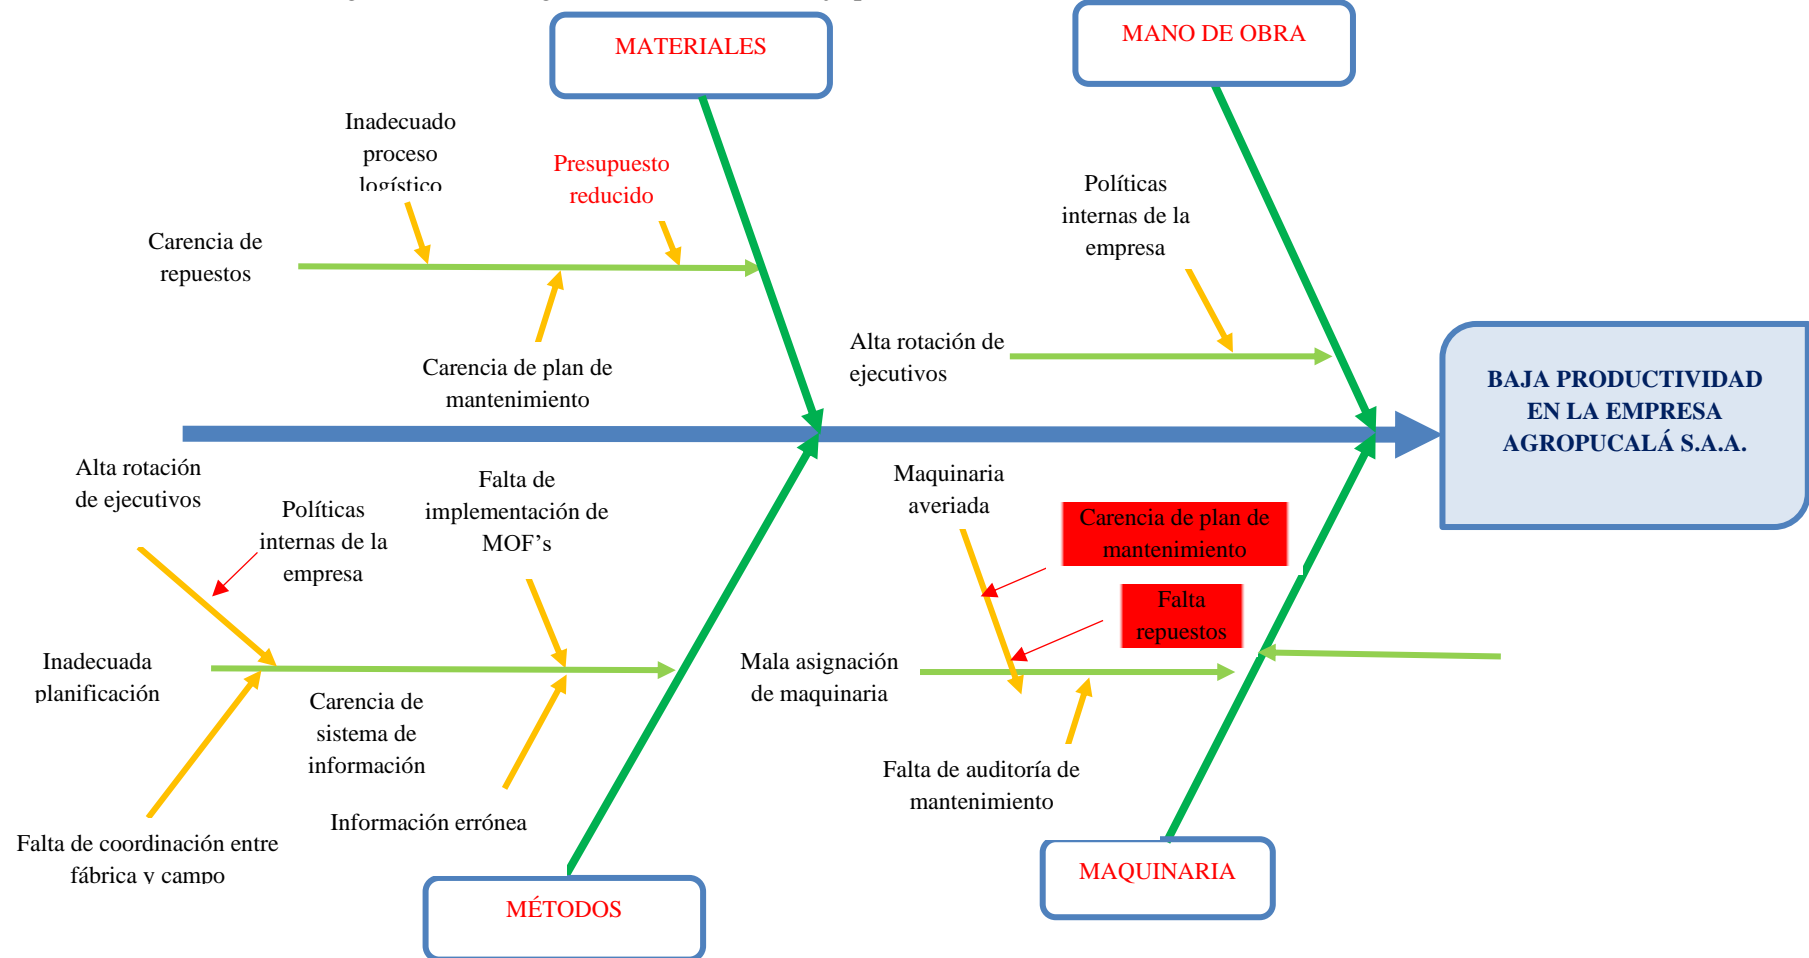 MATERIALES
MANO DE OBRA
Inadecuado
proceso
logístico
Presupuesto
reducido
Políticas
internas de la
empresa
Carencia de
repuestos
Carencia de plan de
mantenimiento
Alta rotación de
ejecutivos
BAJA PRODUCTIVIDAD
EN LA EMPRESA
AGROPUCALÁ S.A.A.
Alta rotación
de ejecutivos
Políticas
internas de la
empresa
Falta de
implementación de
MOF’s
Maquinaria
averiada
Carencia de plan de
mantenimiento
Falta
repuestos
Inadecuada
planificación
Carencia de
sistema de
información
Mala asignación
de maquinaria
Información errónea
Falta de auditoría de
mantenimiento
Falta de coordinación entre
fábrica y campo
MÉTODOS
MAQUINARIA